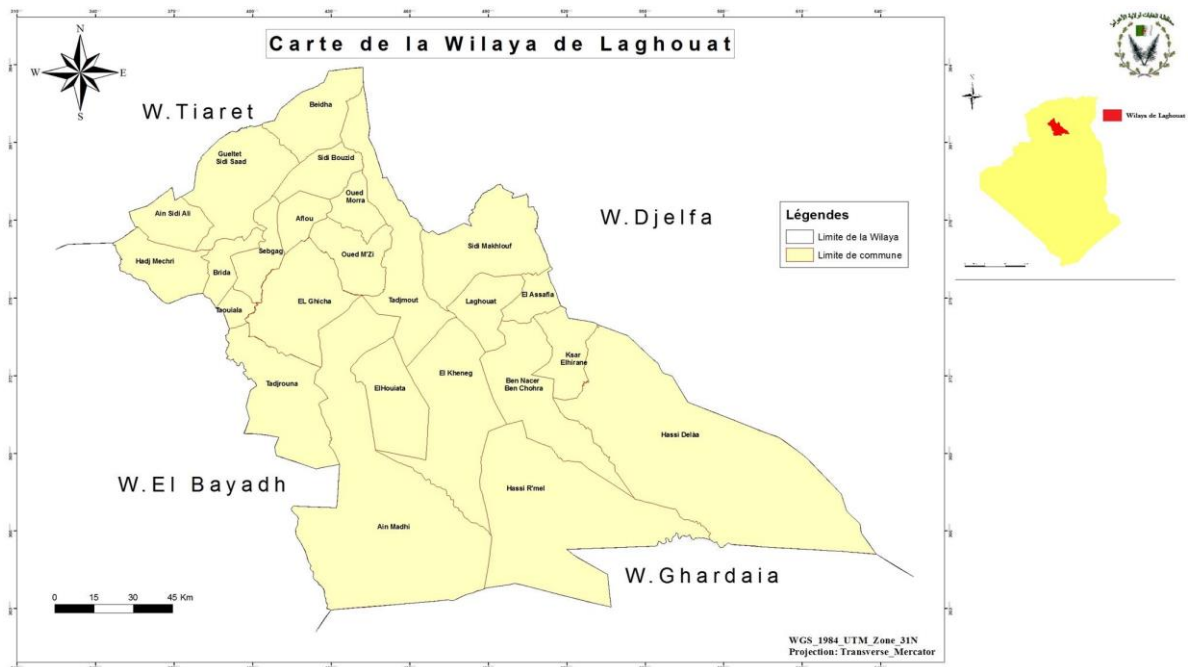 Carte de la Wilaya de Laghouat
N
W
E
S
W.Tiaret
W.Djelfa
W.El Bayadh
W.Ghardaia
Beidha
Gueltet
Sidi Saad
Sidi Bouzid
Oued
Morra
Ain Sidi Ali
Aflou
Sebgag
Oued M'Zi
Sidi Makhlouf
Hadj Mechri
Brida
Taouiala
EL Ghicha
Tadjmout
Laghouat
El Assafia
Ksar
Elhirane
Tadjrouna
ElHouiata
El Kheneg
Ben Nacer
Ben Chohra
Hassi Delâa
Hassi R'mel
Ain Madhi
Légendes
Limite de la Wilaya
Limite de commune
Wilaya de Laghouat
0 15 30 45 Km
WGS_1984_UTM_Zone_31N
Projection: Transverse_Mercator